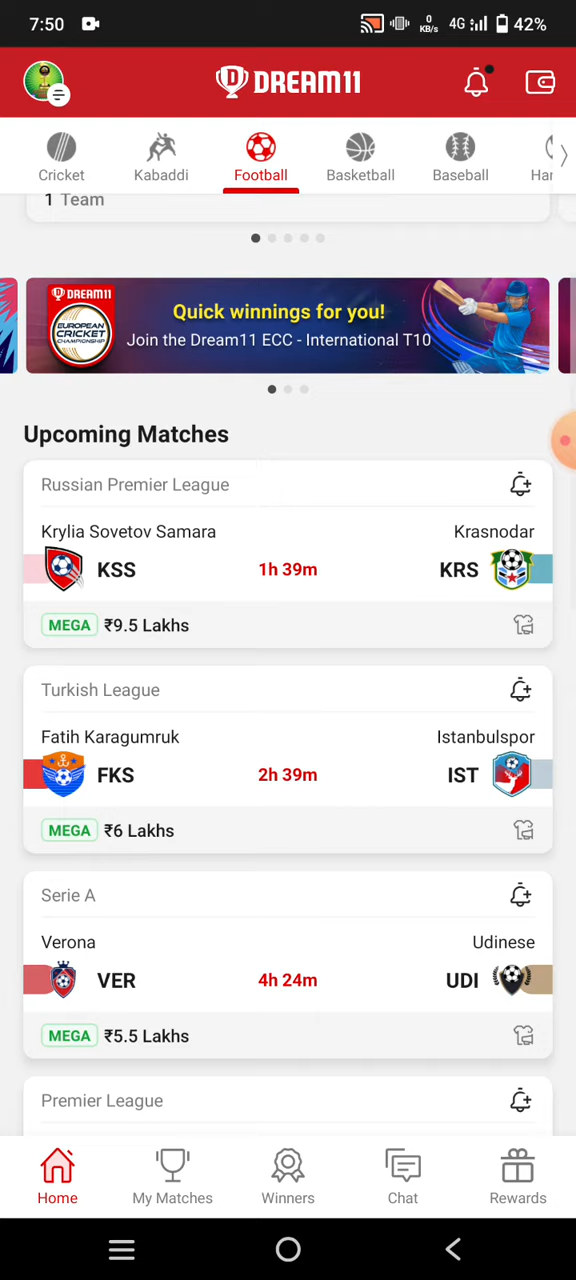 7:50 0 KB/s 4G 42%
DREAM11
Cricket Kabaddi Football Basketball Baseball Har
1 Team
DREAM11
EUROPEAN
CRICKET
CHAMPIONSHIP
Quick winnings for you!
Join the Dream11 ECC - International T10
Upcoming Matches
Russian Premier League
Krylia Sovetov Samara Krasnodar
KSS 1h 39m KRS
MEGA ₹9.5 Lakhs
Turkish League
Fatih Karagumruk Istanbulspor
FKS 2h 39m IST
MEGA ₹6 Lakhs
Serie A
Verona Udinese
VER 4h 24m UDI
MEGA ₹5.5 Lakhs
Premier League
Home My Matches Winners Chat Rewards